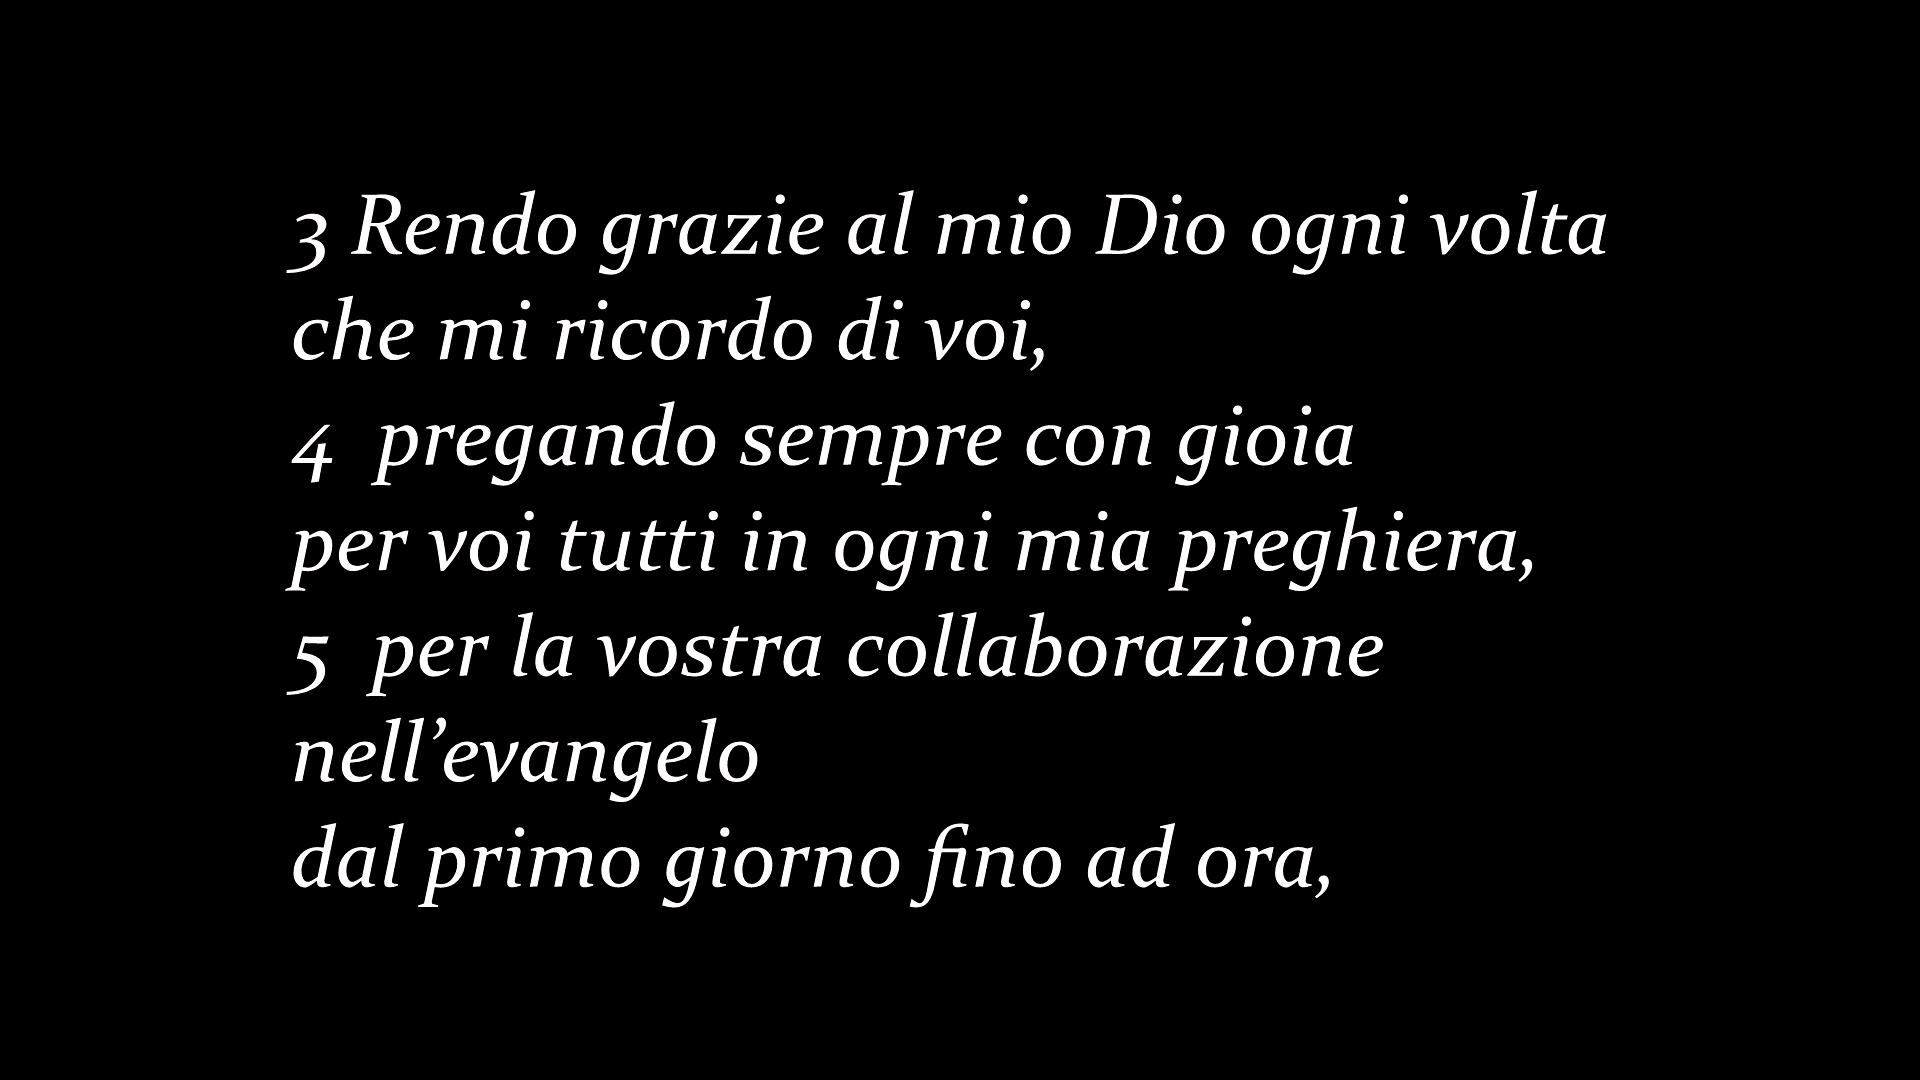 3 Rendo grazie al mio Dio ogni volta
che mi ricordo di voi,
4  pregando sempre con gioia
per voi tutti in ogni mia preghiera,
5  per la vostra collaborazione
nell’evangelo
dal primo giorno fino ad ora,